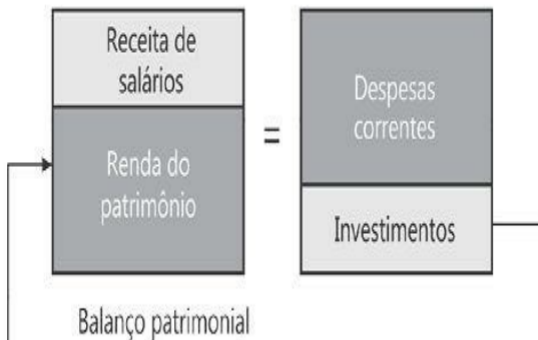 Receita de
salários
Renda do
patrimônio
=
Despesas
correntes
Investimentos
Balanço patrimonial